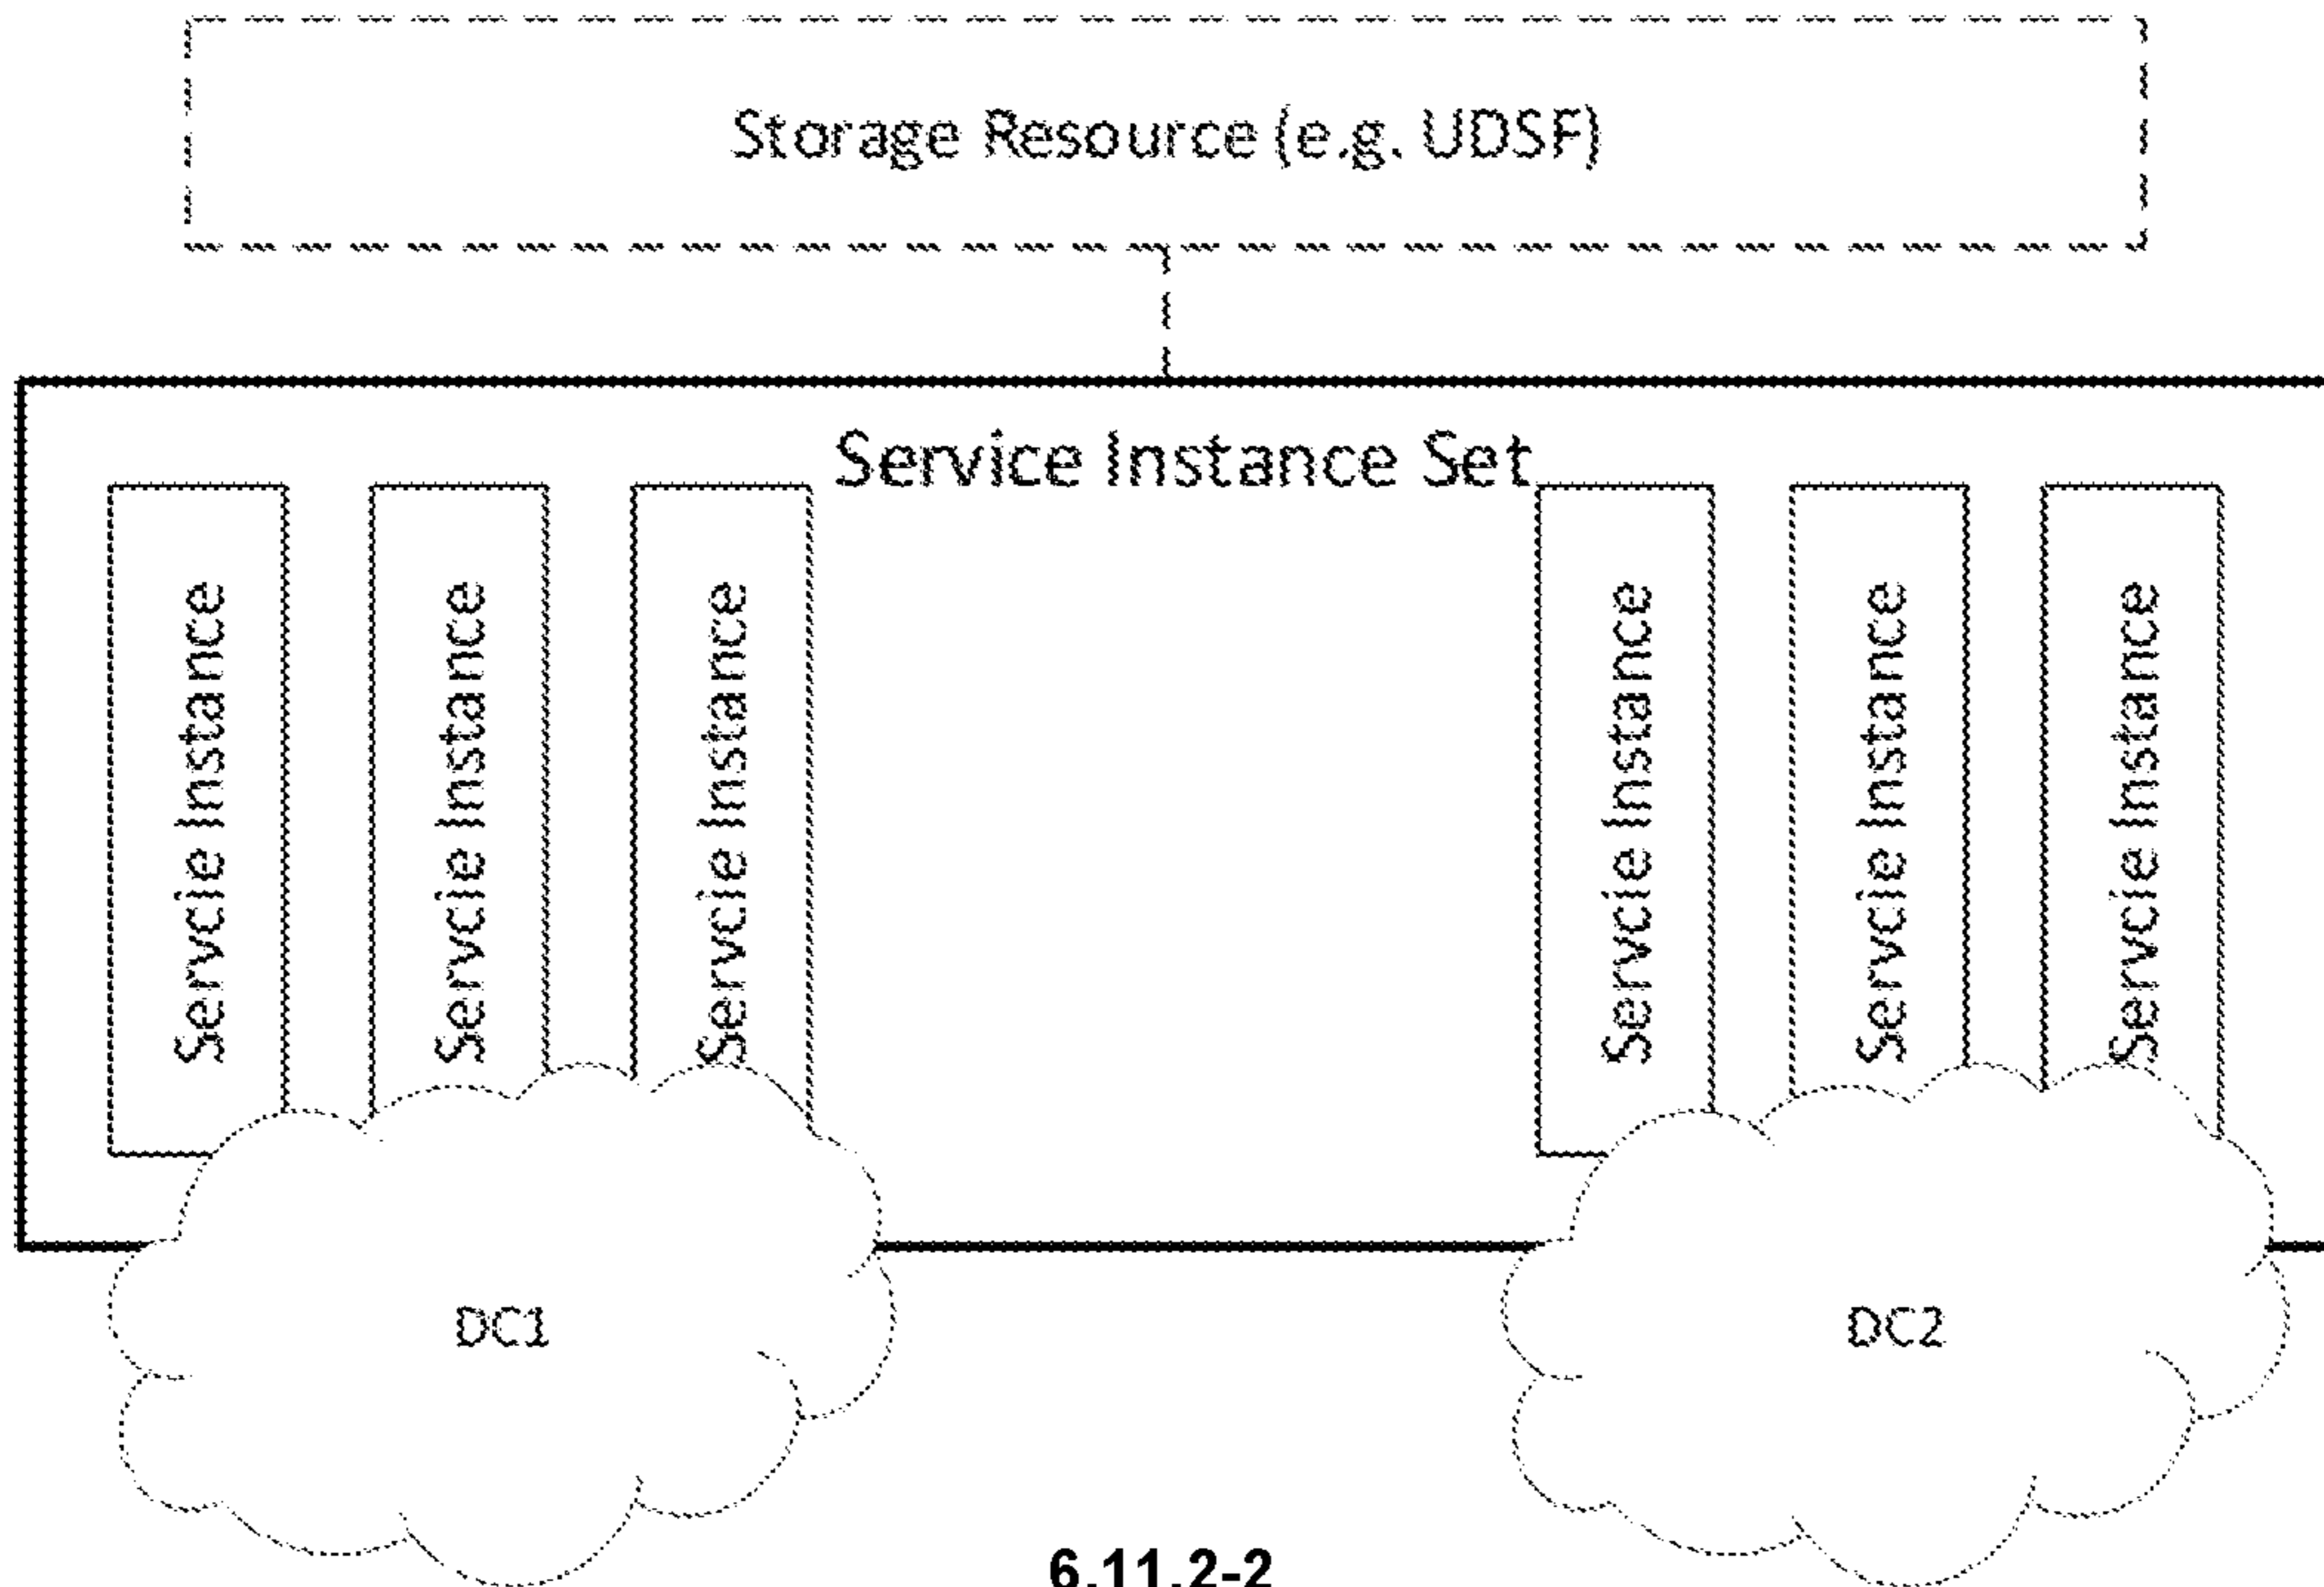 Storage Resource (e.g. UDSF)
Service Instance Set
Servcie Instance
Servcie Instance
Servcie Instance
Servcie Instance
Servcie Instance
Servcie Instance
DC1
DC2
6.11.2-2